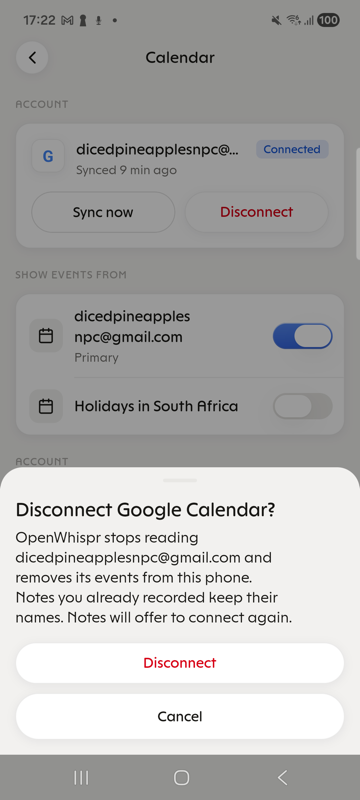 17:22
100
Calendar
ACCOUNT
G
dicedpineapplesnpc@...
Connected
Synced 9 min ago
Sync now
Disconnect
SHOW EVENTS FROM
dicedpineapples
npc@gmail.com
Primary
Holidays in South Africa
ACCOUNT
Disconnect Google Calendar?
OpenWhispr stops reading
dicedpineapplesnpc@gmail.com and
removes its events from this phone.
Notes you already recorded keep their
names. Notes will offer to connect again.
Disconnect
Cancel